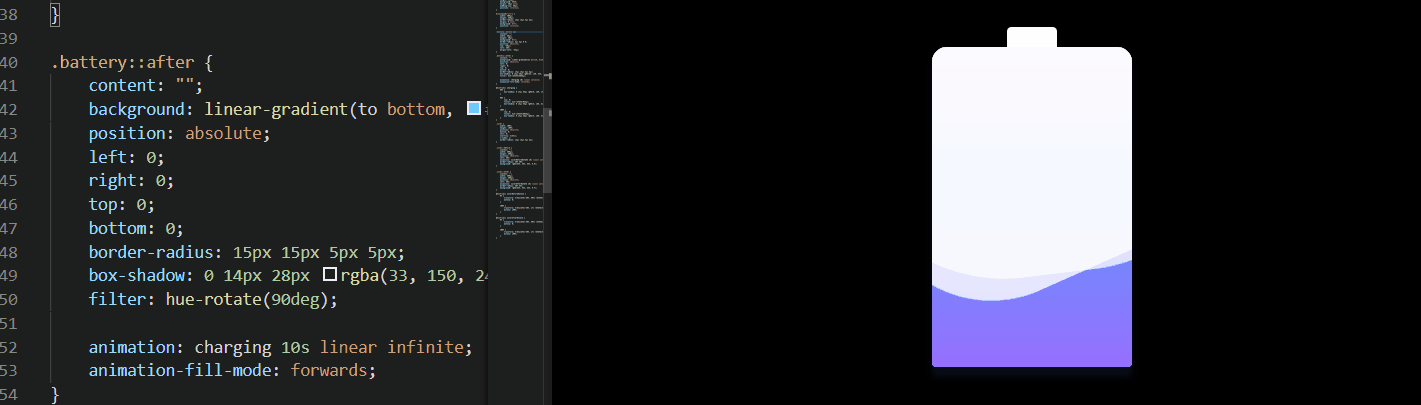 38 }
39
40 .battery::after {
41 content: "";
42 background: linear-gradient(to bottom,
43 position: absolute;
44 left: 0;
45 right: 0;
46 top: 0;
47 bottom: 0;
48 border-radius: 15px 15px 5px 5px;
49 box-shadow: 0 14px 28px rgba(33, 150, 24
50 filter: hue-rotate(90deg);
51
52 animation: charging 10s linear infinite;
53 animation-fill-mode: forwards;
54 }